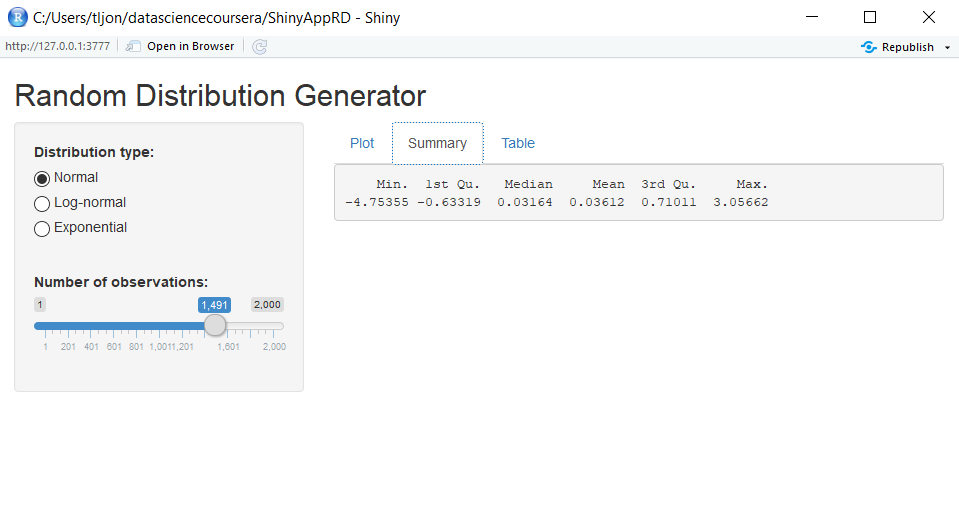 C:/Users/tljon/datasciencecoursera/ShinyAppRD - Shiny
http://127.0.0.1:3777 Open in Browser Republish
Random Distribution Generator
Distribution type:
Normal
Log-normal
Exponential
Number of observations:
1 1,491 2,000
1 201 401 601 801 1,001 1,201 1,601 2,000
Plot Summary Table
Min. 1st Qu. Median Mean 3rd Qu. Max.
-4.75355 -0.63319 0.03164 0.03612 0.71011 3.05662